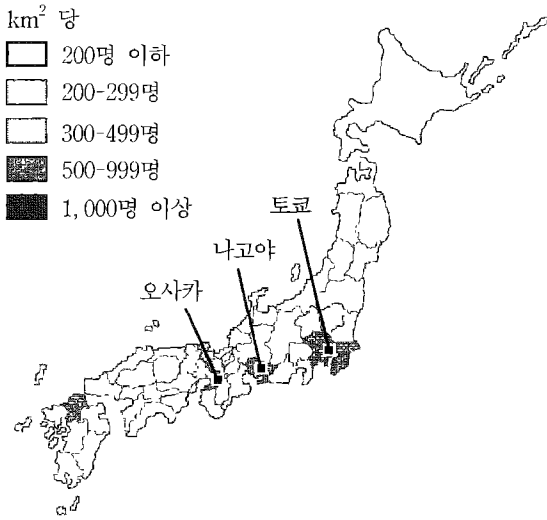 km² 당
200명 이하
200-299명
300-499명
500-999명
1,000명 이상
토쿄
나고야
오사카